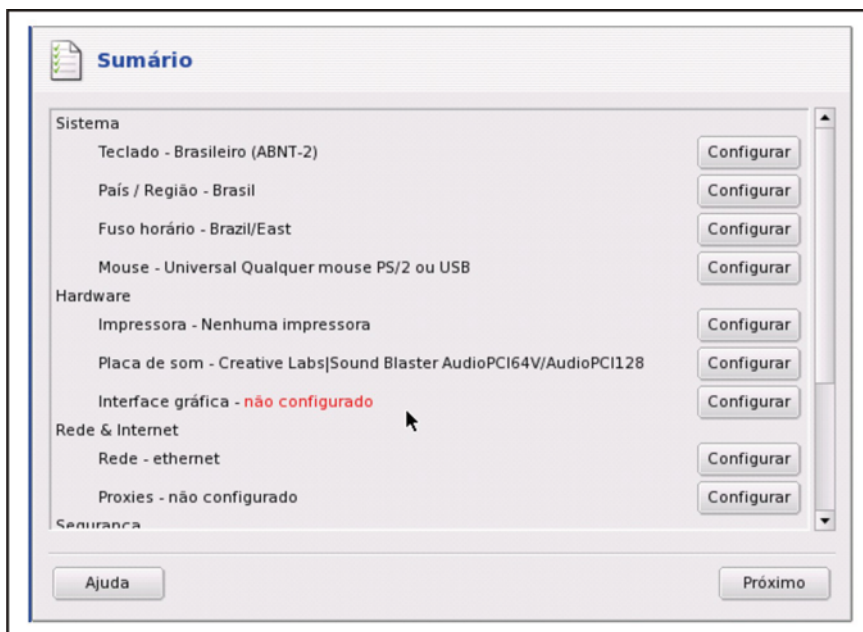 Sumário
Sistema
Teclado - Brasileiro (ABNT-2) Configurar
País / Região - Brasil Configurar
Fuso horário - Brazil/East Configurar
Mouse - Universal Qualquer mouse PS/2 ou USB Configurar
Hardware
Impressora - Nenhuma impressora Configurar
Placa de som - Creative Labs|Sound Blaster AudioPCI64V/AudioPCI128 Configurar
Interface gráfica - não configurado Configurar
Rede & Internet
Rede - ethernet Configurar
Proxies - não configurado Configurar
Segurança
Ajuda Próximo